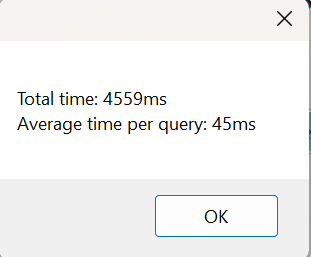 Total time: 4559ms
Average time per query: 45ms
OK